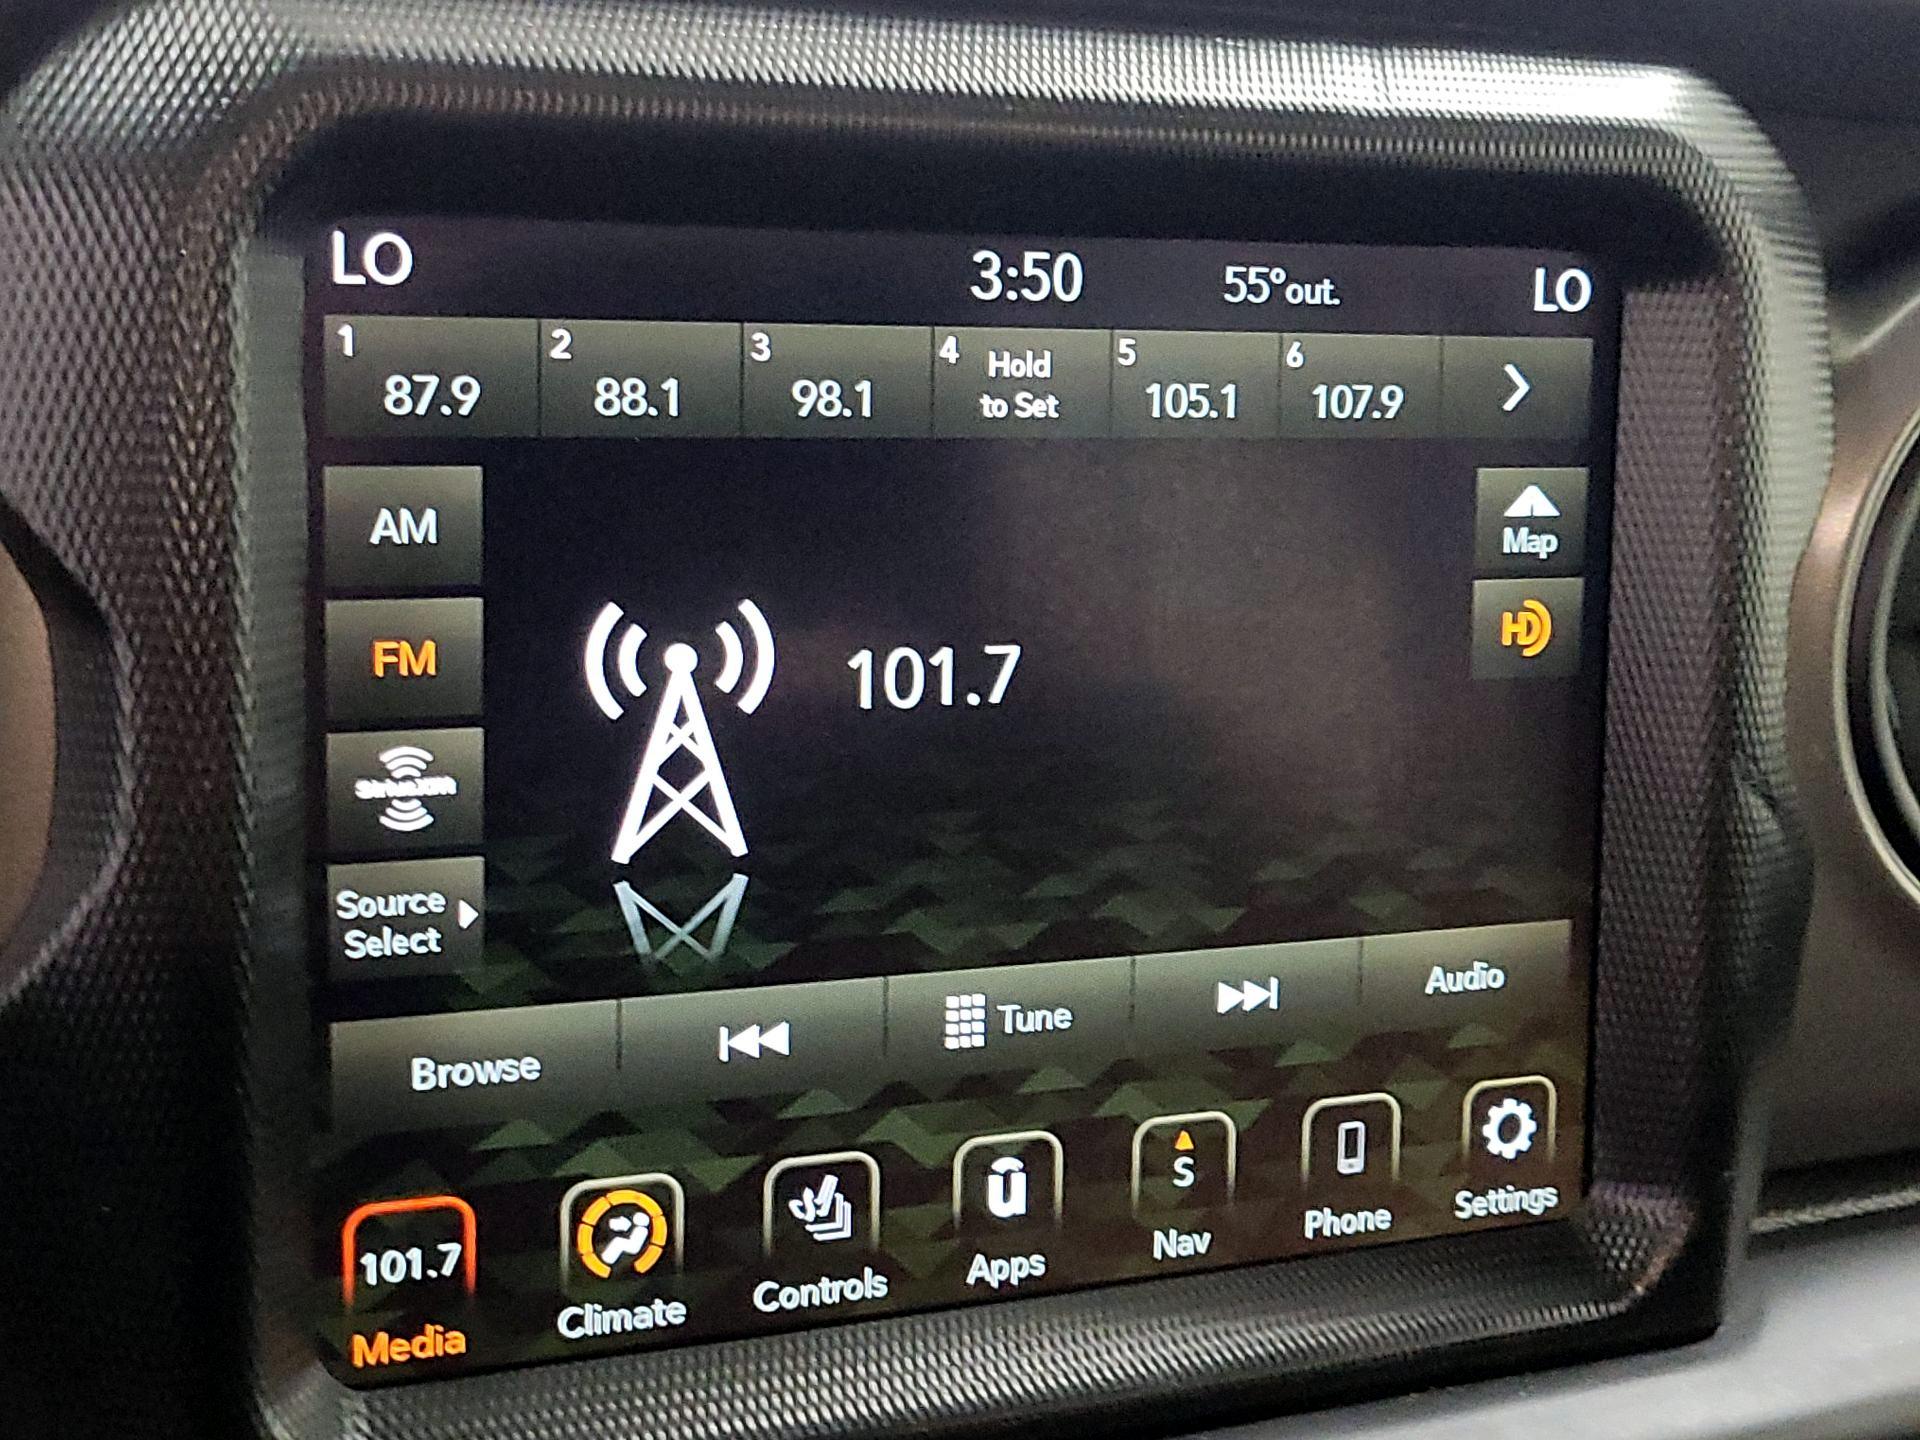 LO 3:50 55°out. LO
1 2 3 4 Hold 5 6
87.9 88.1 98.1 to Set 105.1 107.9
AM
Map
FM
HD
101.7
SiriusXM
Source
Select
Browse Tune Audio
101.7
S
Media Climate Controls Apps Nav Phone Settings